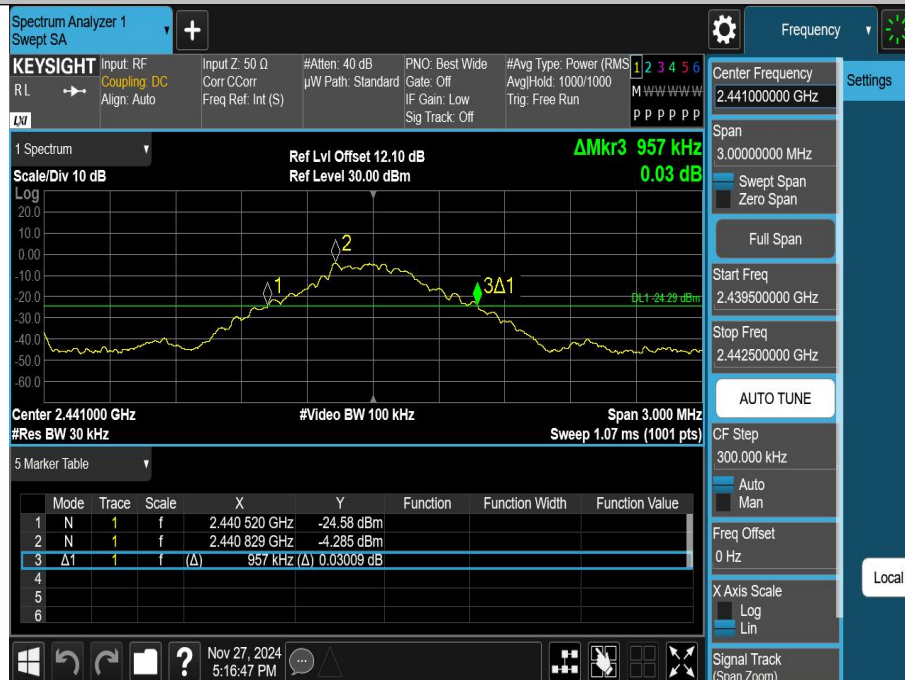 Spectrum Analyzer 1
Swept SA
+
Frequency
KEYSIGHT
RL
LXI
Input: RF
Coupling: DC
Align: Auto
Input Z: 50 Ω
Corr CCorr
Freq Ref: Int (S)
#Atten: 40 dB
µW Path: Standard
PNO: Best Wide
Gate: Off
IF Gain: Low
Sig Track: Off
#Avg Type: Power (RMS
Avg|Hold: 1000/1000
Trig: Free Run
1 2 3 4 5 6
M W W W W W
P P P P P P
1 Spectrum
Scale/Div 10 dB
Ref Lvl Offset 12.10 dB
Ref Level 30.00 dBm
ΔMkr3 957 kHz
0.03 dB
Log
20.0
10.0
0.00
-10.0
-20.0
-30.0
-40.0
-50.0
-60.0
1
2
3Δ1
DL1 -24.29 dBm
Center 2.441000 GHz
#Video BW 100 kHz
Span 3.000 MHz
#Res BW 30 kHz
Sweep 1.07 ms (1001 pts)
5 Marker Table
Mode Trace Scale X Y Function Function Width Function Value
1 N 1 f 2.440 520 GHz -24.58 dBm
2 N 1 f 2.440 829 GHz -4.285 dBm
3 Δ1 1 f (Δ) 957 kHz (Δ) 0.03009 dB
4
5
6
?
Nov 27, 2024
5:16:47 PM
Center Frequency
2.441000000 GHz
Span
3.00000000 MHz
Swept Span
Zero Span
Full Span
Start Freq
2.439500000 GHz
Stop Freq
2.442500000 GHz
AUTO TUNE
CF Step
300.000 kHz
Auto
Man
Freq Offset
0 Hz
X Axis Scale
Log
Lin
Signal Track
(Span Zoom)
Settings
Local